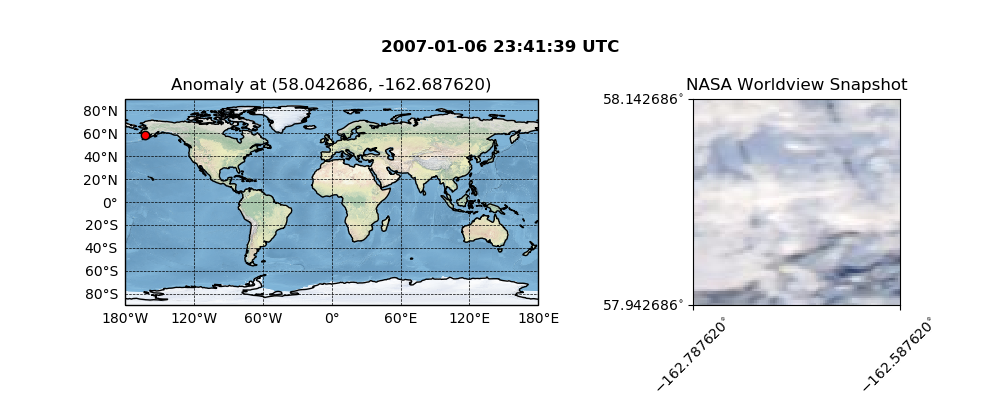 2007-01-06 23:41:39 UTC
Anomaly at (58.042686, -162.687620)
NASA Worldview Snapshot
80°N
60°N
40°N
20°N
0°
20°S
40°S
60°S
80°S
180°W 120°W 60°W 0° 60°E 120°E 180°E
58.142686°
57.942686°
−162.787620°
−162.587620°